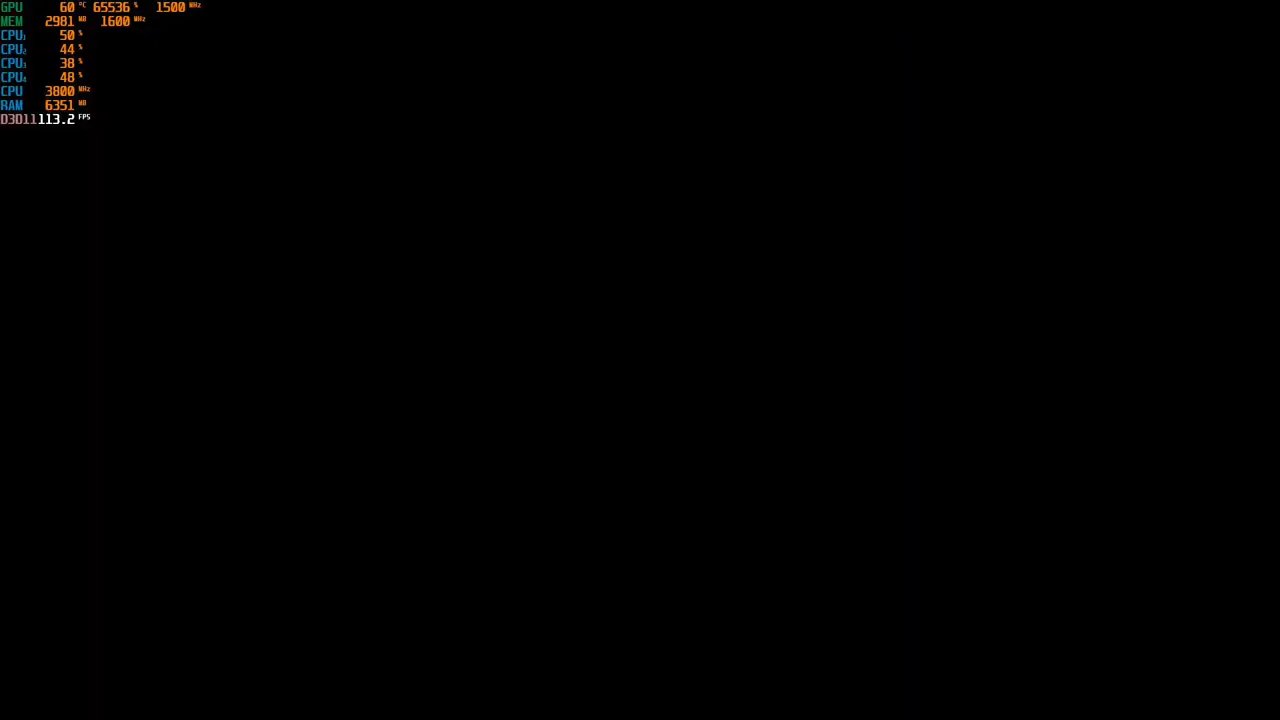 GPU 60 °C 65536 % 1500 MHz
MEM 2981 MB 1600 MHz
CPU1 50 %
CPU2 44 %
CPU3 38 %
CPU4 48 %
CPU 3800 MHz
RAM 6351 MB
D3D11 113.2 FPS